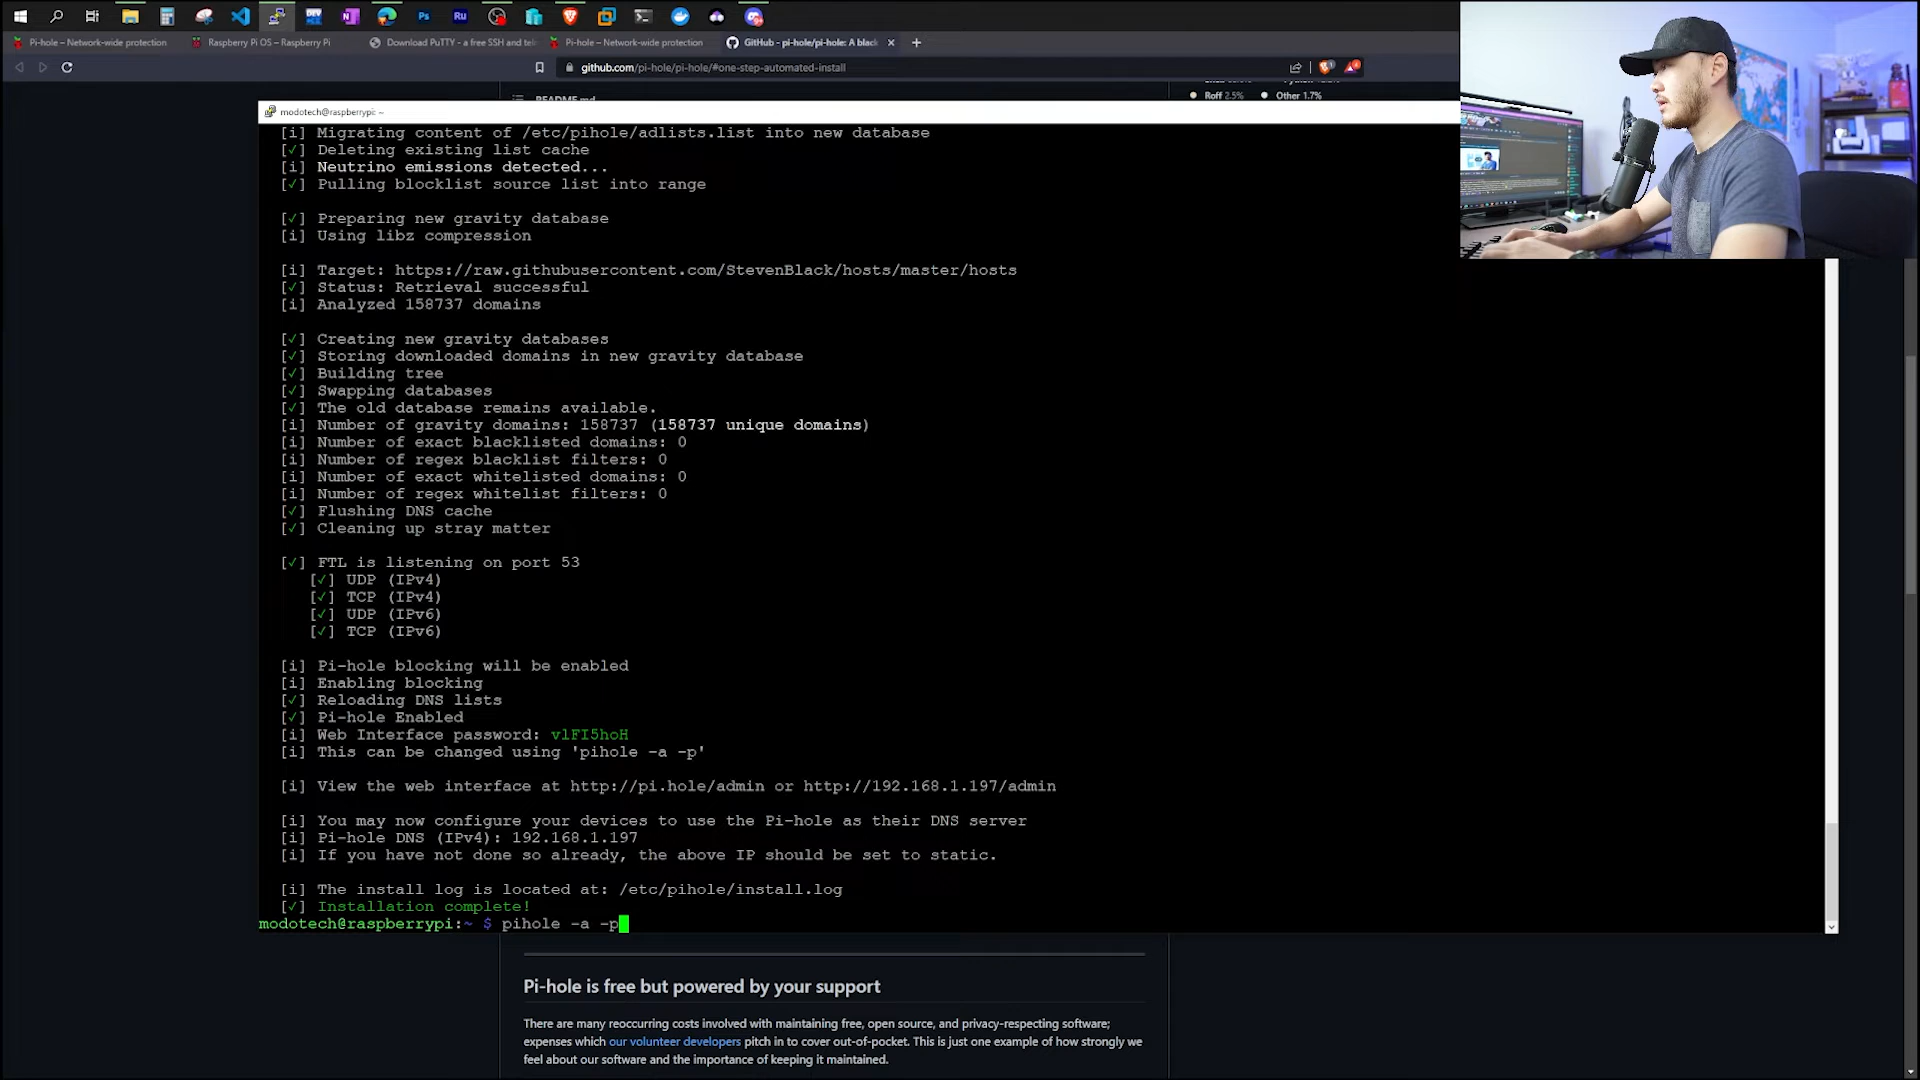 Ps
Ru
Pi-hole – Network-wide protection
Raspberry Pi OS – Raspberry Pi
Download PuTTY - a free SSH and tel
Pi-hole – Network-wide protection
GitHub - pi-hole/pi-hole: A black
github.com/pi-hole/pi-hole/#one-step-automated-install
README.md
Roff 2.5%
Other 1.7%
modotech@raspberrypi: ~
[i] Migrating content of /etc/pihole/adlists.list into new database
[✓] Deleting existing list cache
[i] Neutrino emissions detected...
[✓] Pulling blocklist source list into range
[✓] Preparing new gravity database
[i] Using libz compression
[i] Target: https://raw.githubusercontent.com/StevenBlack/hosts/master/hosts
[✓] Status: Retrieval successful
[i] Analyzed 158737 domains
[✓] Creating new gravity databases
[✓] Storing downloaded domains in new gravity database
[✓] Building tree
[✓] Swapping databases
[✓] The old database remains available.
[i] Number of gravity domains: 158737 (158737 unique domains)
[i] Number of exact blacklisted domains: 0
[i] Number of regex blacklist filters: 0
[i] Number of exact whitelisted domains: 0
[i] Number of regex whitelist filters: 0
[✓] Flushing DNS cache
[✓] Cleaning up stray matter
[✓] FTL is listening on port 53
[✓] UDP (IPv4)
[✓] TCP (IPv4)
[✓] UDP (IPv6)
[✓] TCP (IPv6)
[i] Pi-hole blocking will be enabled
[i] Enabling blocking
[✓] Reloading DNS lists
[✓] Pi-hole Enabled
[i] Web Interface password: vlFI5hoH
[i] This can be changed using 'pihole -a -p'
[i] View the web interface at http://pi.hole/admin or http://192.168.1.197/admin
[i] You may now configure your devices to use the Pi-hole as their DNS server
[i] Pi-hole DNS (IPv4): 192.168.1.197
[i] If you have not done so already, the above IP should be set to static.
[i] The install log is located at: /etc/pihole/install.log
[✓] Installation complete!
modotech@raspberrypi:~ $ pihole -a -p
Pi-hole is free but powered by your support
There are many reoccurring costs involved with maintaining free, open source, and privacy-respecting software;
expenses which our volunteer developers pitch in to cover out-of-pocket. This is just one example of how strongly we
feel about our software and the importance of keeping it maintained.